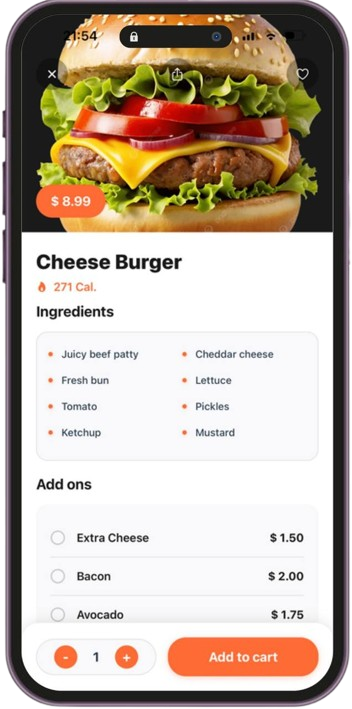 21:54
$ 8.99
Cheese Burger
271 Cal.
Ingredients
Juicy beef patty
Cheddar cheese
Fresh bun
Lettuce
Tomato
Pickles
Ketchup
Mustard
Add ons
Extra Cheese $ 1.50
Bacon $ 2.00
Avocado $ 1.75
- 1 +
Add to cart